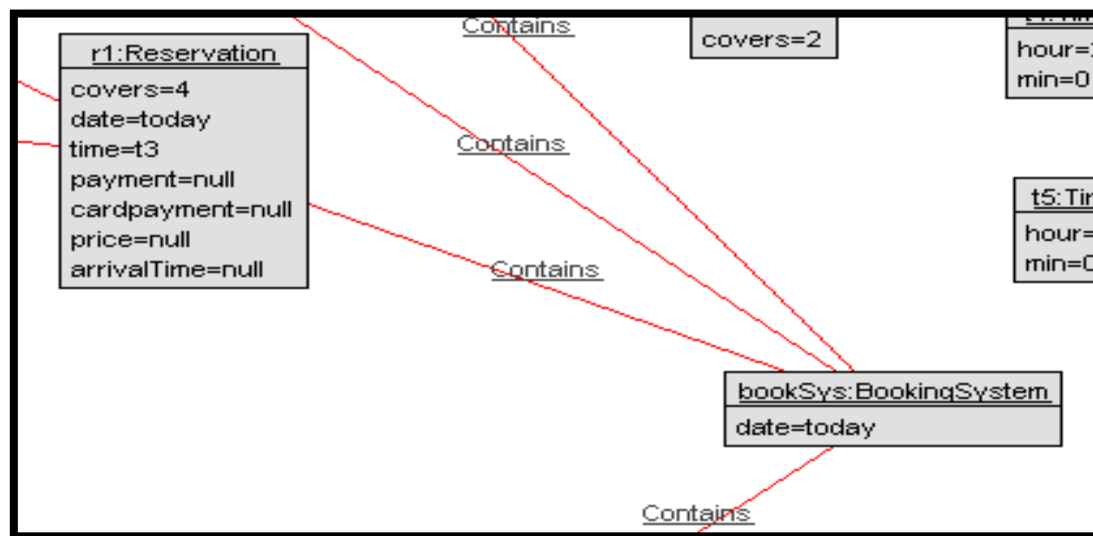 Contains
r1:Reservation
covers=4
date=today
time=t3
payment=null
cardpayment=null
price=null
arrivalTime=null
covers=2
hour=
min=0
Contains
t5:Tim
hour=
min=0
Contains
bookSys:BookingSystem
date=today
Contains